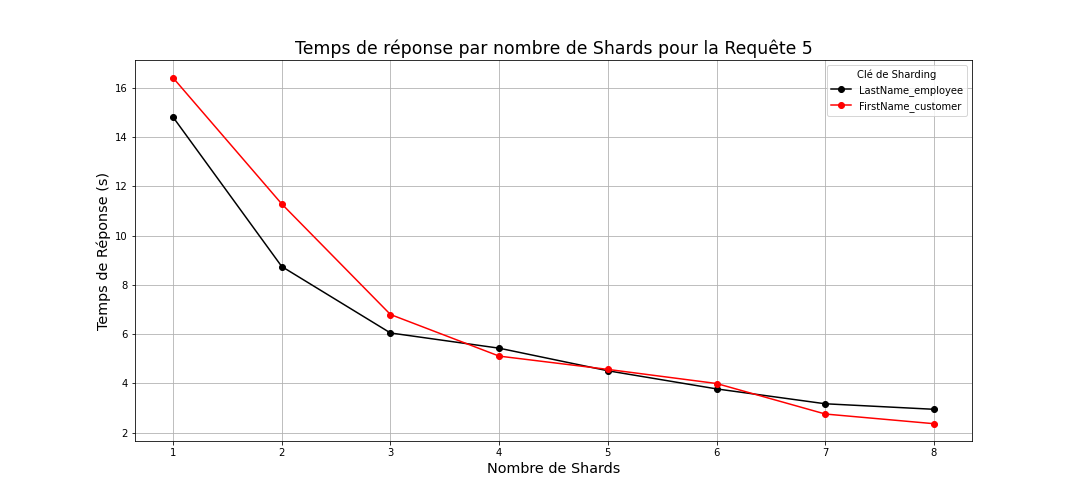 Temps de réponse par nombre de Shards pour la Requête 5
Clé de Sharding
LastName_employee
FirstName_customer
Temps de Réponse (s)
16
14
12
10
8
6
4
2
1 2 3 4 5 6 7 8
Nombre de Shards